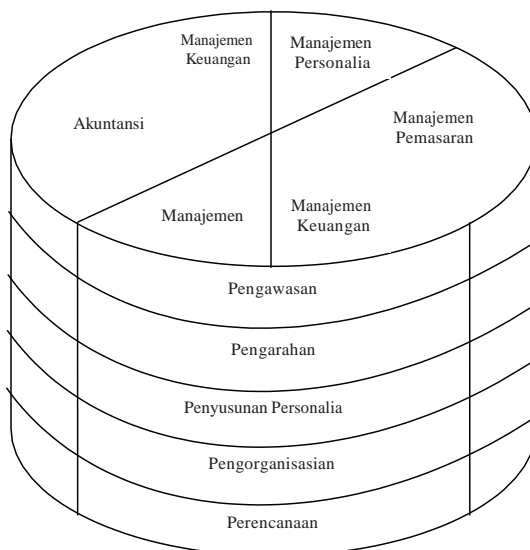 Manajemen
Keuangan
Manajemen
Personalia
Akuntansi
Manajemen
Pemasaran
Manajemen
Manajemen
Keuangan
Pengawasan
Pengarahan
Penyusunan Personalia
Pengorganisasian
Perencanaan